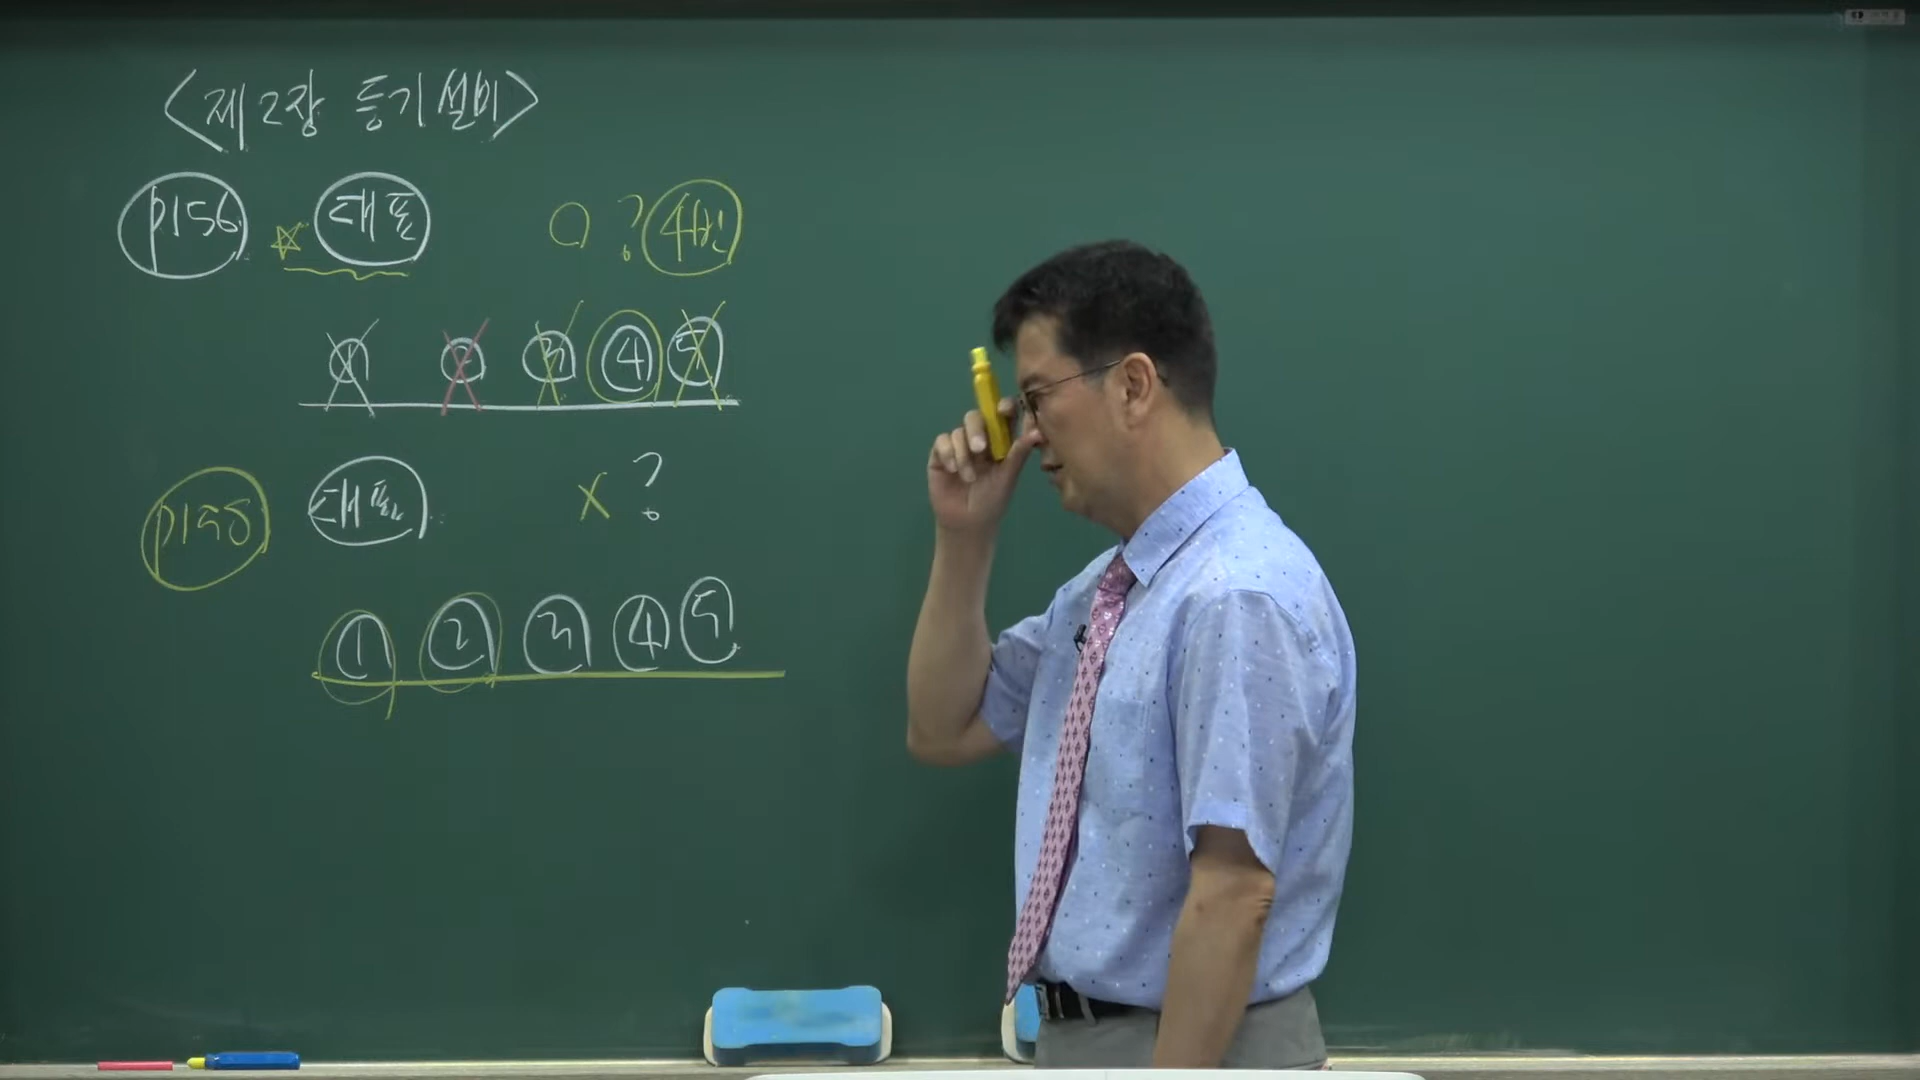 <제2장 등기설비>
p156 ☆ 대표 O ? 4번
① ② ③ ④ ⑤
p158 대표 X ?
① ② ③ ④ ⑤